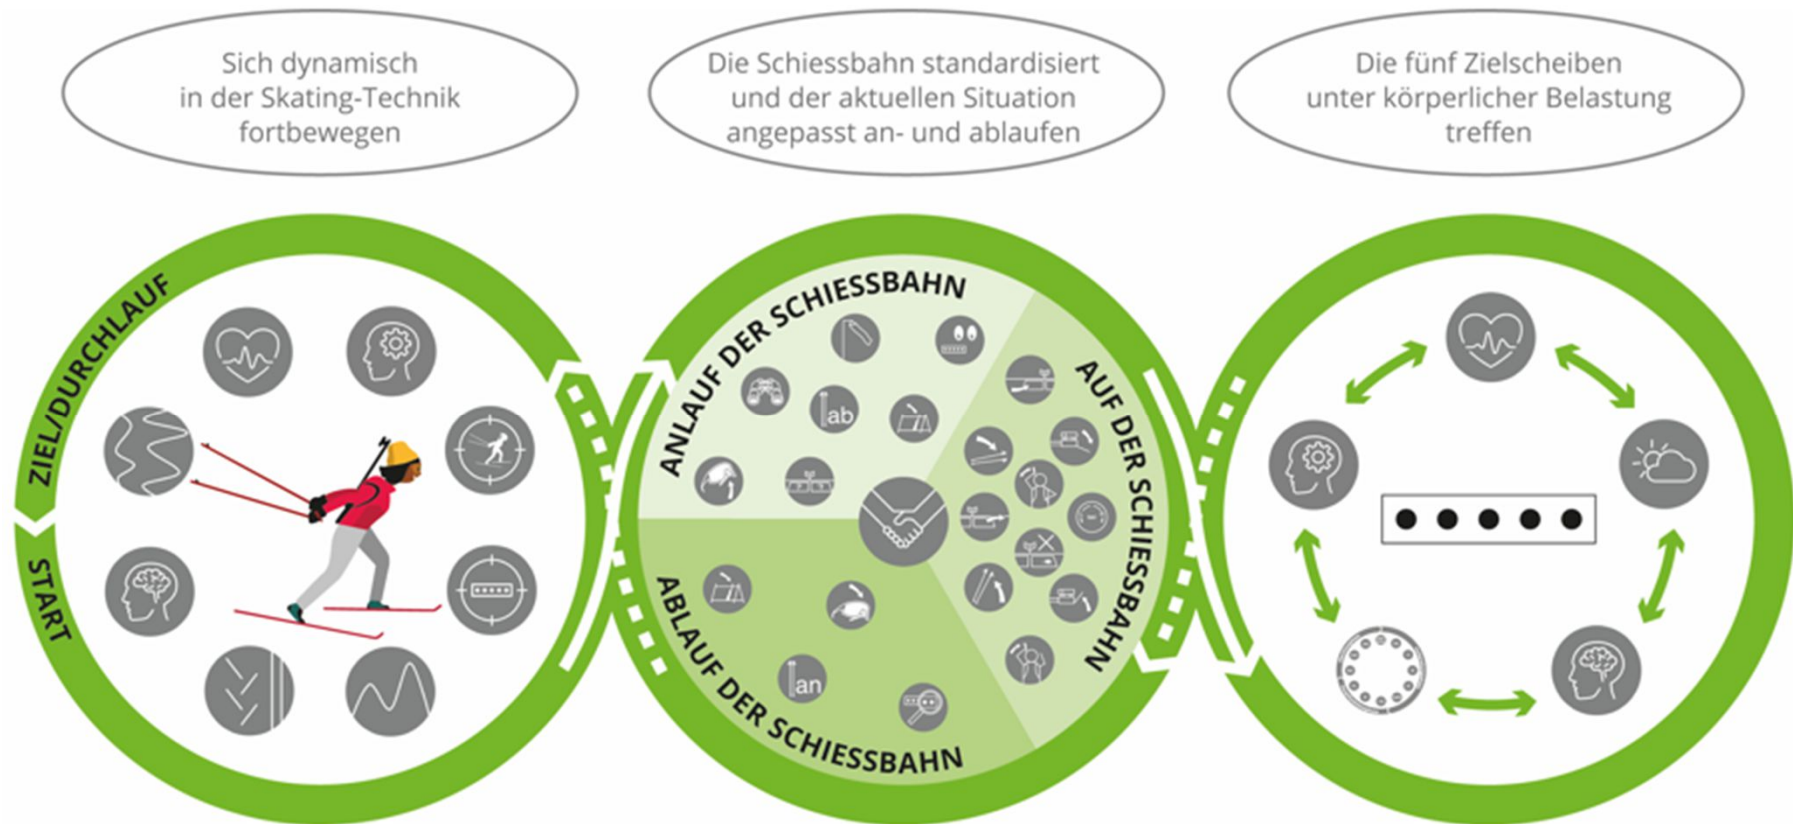 Sich dynamisch
in der Skating-Technik
fortbewegen
Die Schiessbahn standardisiert
und der aktuellen Situation
angepasst an- und ablaufen
Die fünf Zielscheiben
unter körperlicher Belastung
treffen
ZIEL/DURCHLAUF
START
ANLAUF DER SCHIESSBAHN
ab
AUF DER SCHIESSBAHN
ABLAUF DER SCHIESSBAHN
an